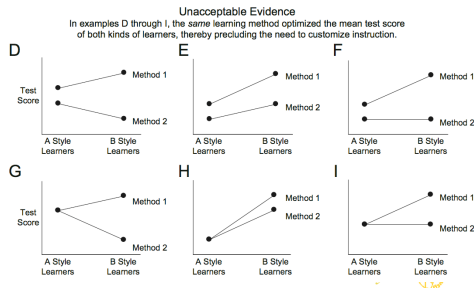 Unacceptable Evidence
In examples D through I, the same learning method optimized the mean test score
of both kinds of learners, thereby precluding the need to customize instruction.
D
Test
Score
Method 1
Method 2
A Style
Learners
B Style
Learners
E
Method 1
Method 2
A Style
Learners
B Style
Learners
F
Method 1
Method 2
A Style
Learners
B Style
Learners
G
Test
Score
Method 1
Method 2
A Style
Learners
B Style
Learners
H
Method 1
Method 2
A Style
Learners
B Style
Learners
I
Method 1
Method 2
A Style
Learners
B Style
Learners